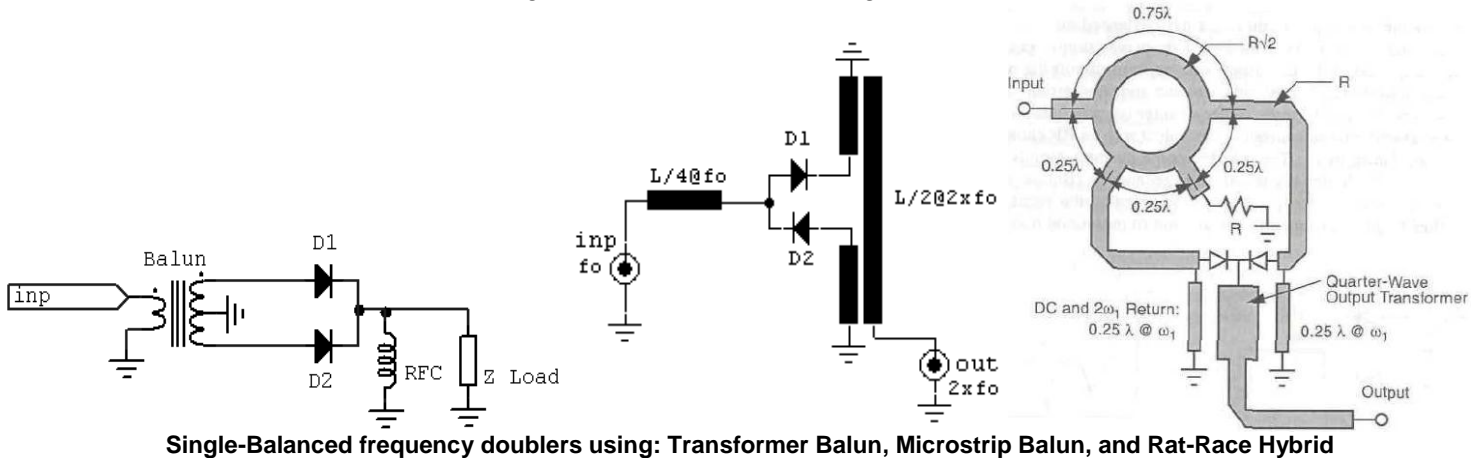 inp
Balun
D1
D2
RFC
Z Load
inp
fo
L/4@fo
D1
D2
L/2@2xfo
out
2xfo
0.75λ
R√2
R
Input
0.25λ
0.25λ
0.25λ
R
Quarter-Wave
Output Transformer
DC and 2ω₁ Return:
0.25 λ @ ω₁
0.25 λ @ ω₁
Output
Single-Balanced frequency doublers using: Transformer Balun, Microstrip Balun, and Rat-Race Hybrid